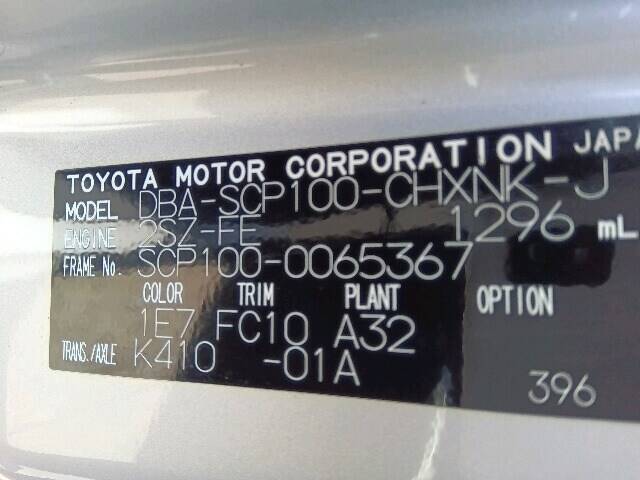 TOYOTA MOTOR CORPORATION JAPA
MODEL DBA-SCP100-CHXNK-J
ENGINE 2SZ-FE 1296 mL
FRAME No. SCP100-0065367
COLOR TRIM PLANT OPTION
1E7 FC10 A32
TRANS./AXLE K410 -01A
396